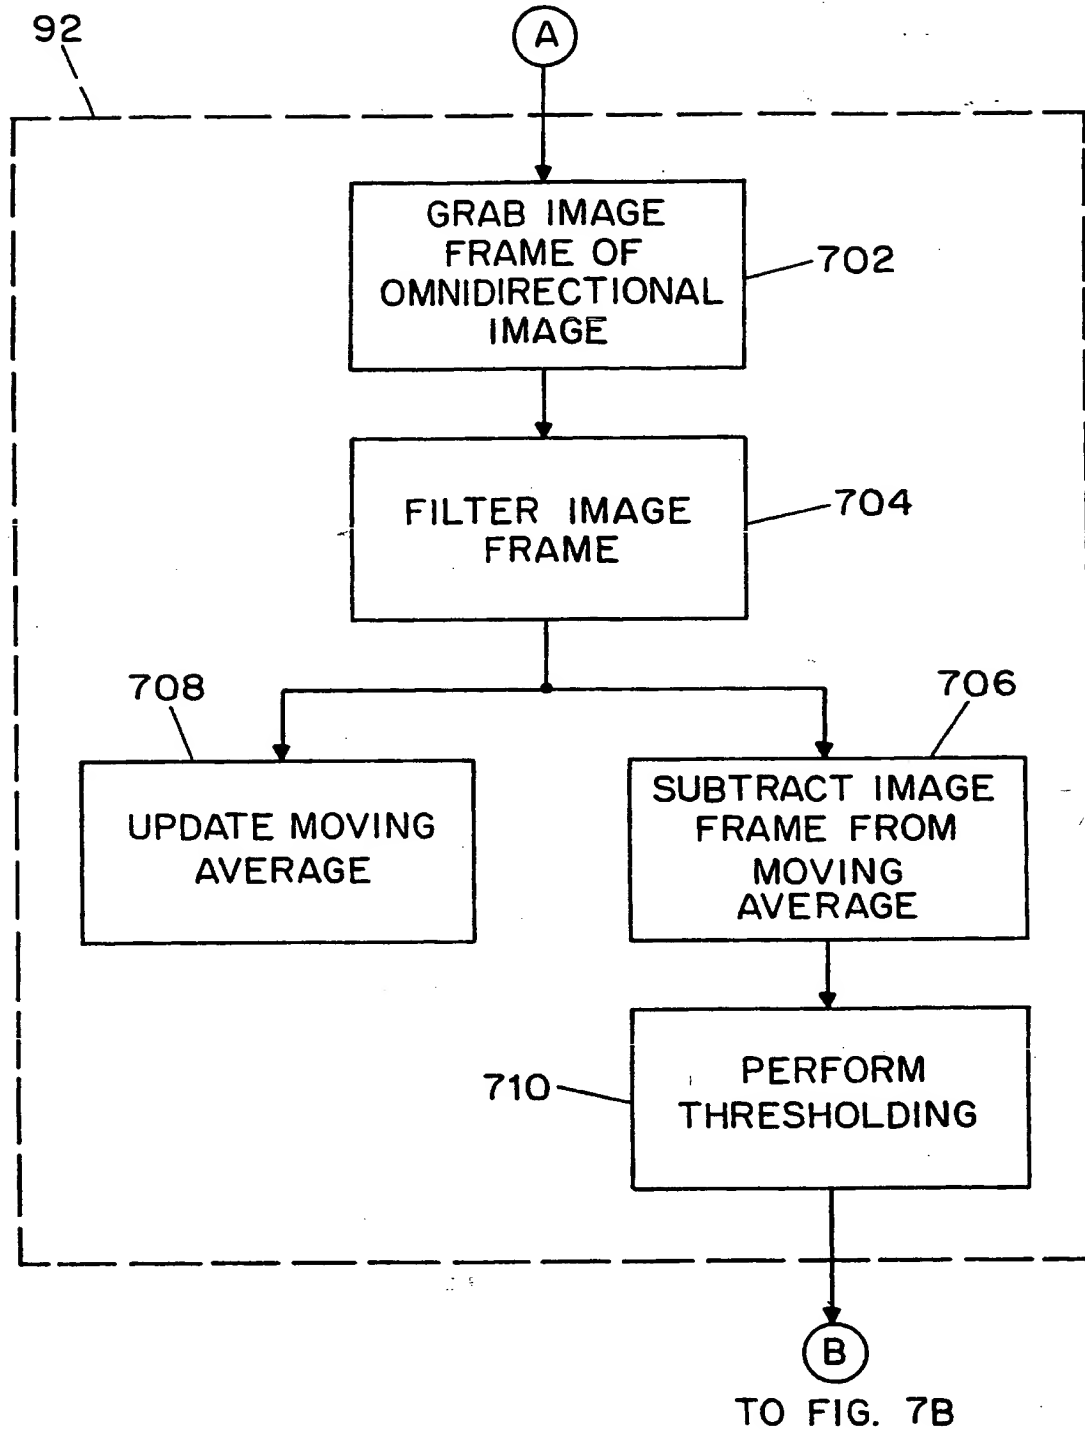 92
A
GRAB IMAGE
FRAME OF
OMNIDIRECTIONAL
IMAGE
702
FILTER IMAGE
FRAME
704
708
706
UPDATE MOVING
AVERAGE
SUBTRACT IMAGE
FRAME FROM
MOVING
AVERAGE
710
PERFORM
THRESHOLDING
B
TO FIG. 7B